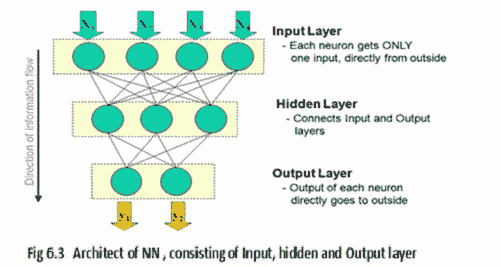 Input Layer
- Each neuron gets ONLY
one input, directly from outside
Hidden Layer
- Connects Input and Output
layers
Output Layer
- Output of each neuron
directly goes to outside
Direction of information flow
Fig 6.3 Architect of NN , consisting of Input, hidden and Output layer